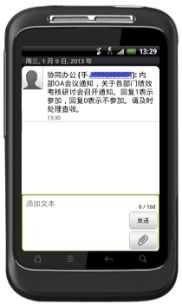 13:29
周三, 1 月 9 日, 2013 年
协同办公 (手
): 内
部OA会议通知，关于各部门绩效
考核研讨会召开通知。回复1表示
参加，回复0表示不参加。请及时
处理查收。
13:30
添加文本
0 / 160
发送